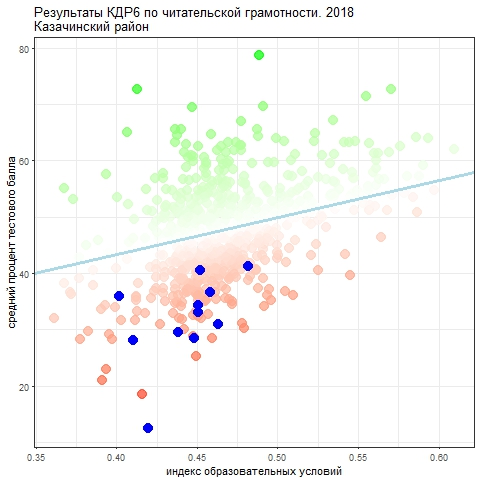 Результаты КДР6 по читательской грамотности. 2018
Казачинский район
средний процент тестового балла
80
60
40
20
0.35 0.40 0.45 0.50 0.55 0.60
индекс образовательных условий